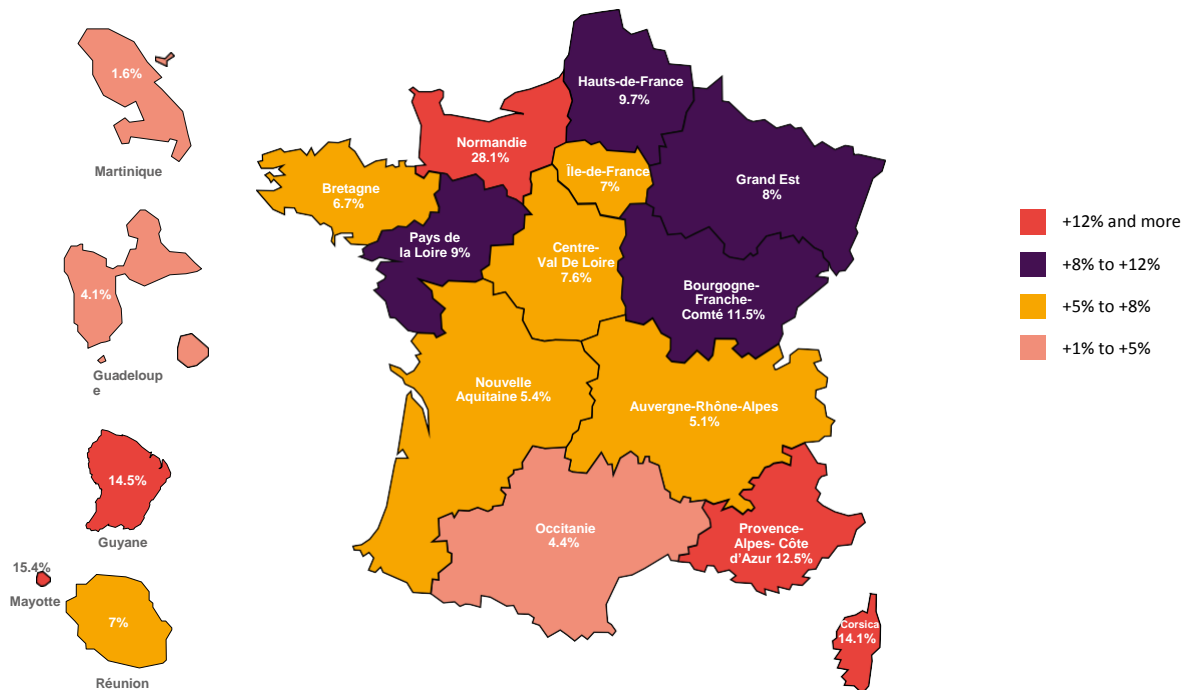 1.6%
Martinique
4.1%
Guadeloup
e
14.5%
Guyane
15.4%
Mayotte
7%
Réunion
Hauts-de-France
9.7%
Normandie
28.1%
Île-de-France
7%
Grand Est
8%
Bretagne
6.7%
Pays de
la Loire 9%
Centre-
Val De Loire
7.6%
Bourgogne-
Franche-
Comté 11.5%
Nouvelle
Aquitaine 5.4%
Auvergne-Rhône-Alpes
5.1%
Occitanie
4.4%
Provence-
Alpes- Côte
d'Azur 12.5%
Corsica
14.1%
+12% and more
+8% to +12%
+5% to +8%
+1% to +5%